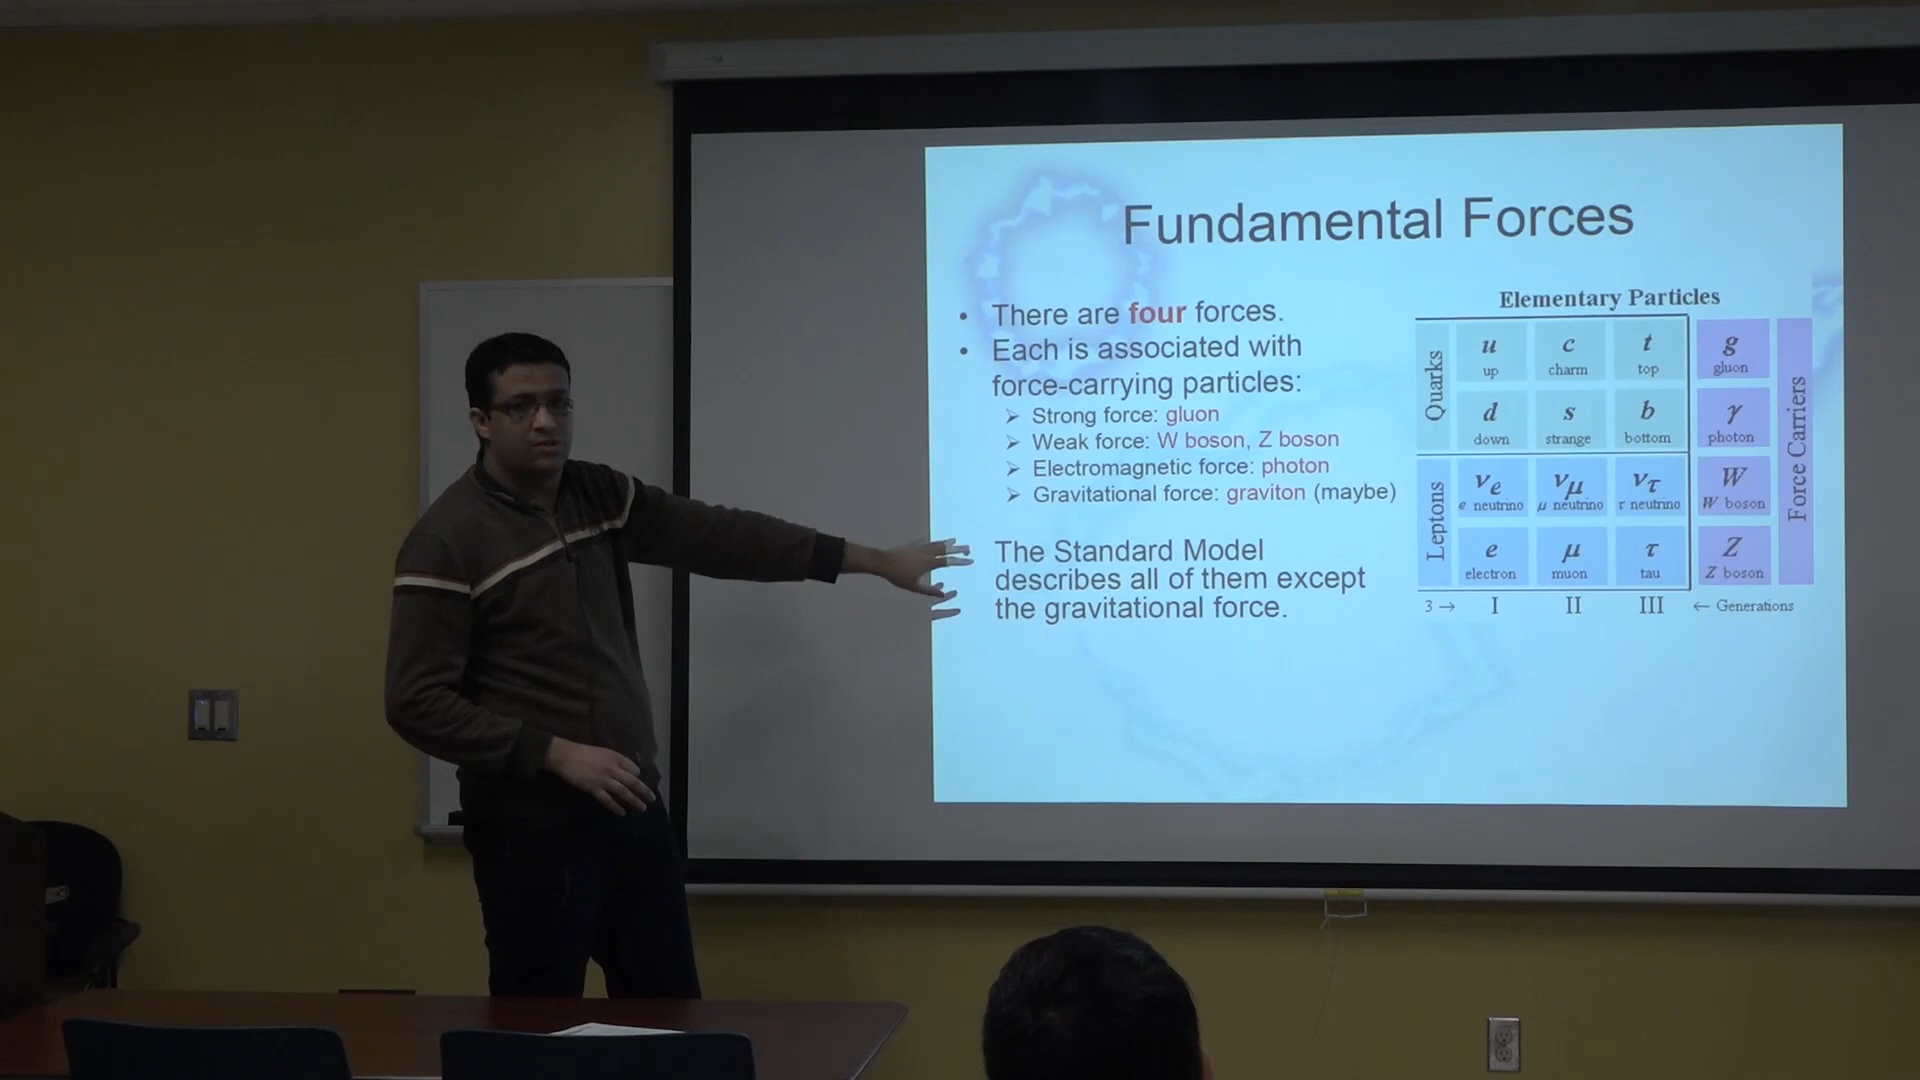 Fundamental Forces
• There are four forces.
• Each is associated with
force-carrying particles:
➢ Strong force: gluon
➢ Weak force: W boson, Z boson
➢ Electromagnetic force: photon
➢ Gravitational force: graviton (maybe)
The Standard Model
describes all of them except
the gravitational force.
Elementary Particles
Quarks
u c t g
up charm top gluon
d s b γ
down strange bottom photon
Leptons
νe νμ ντ W
e neutrino μ neutrino τ neutrino W boson
e μ τ Z
electron muon tau Z boson
Force Carriers
3 → I II III ← Generations